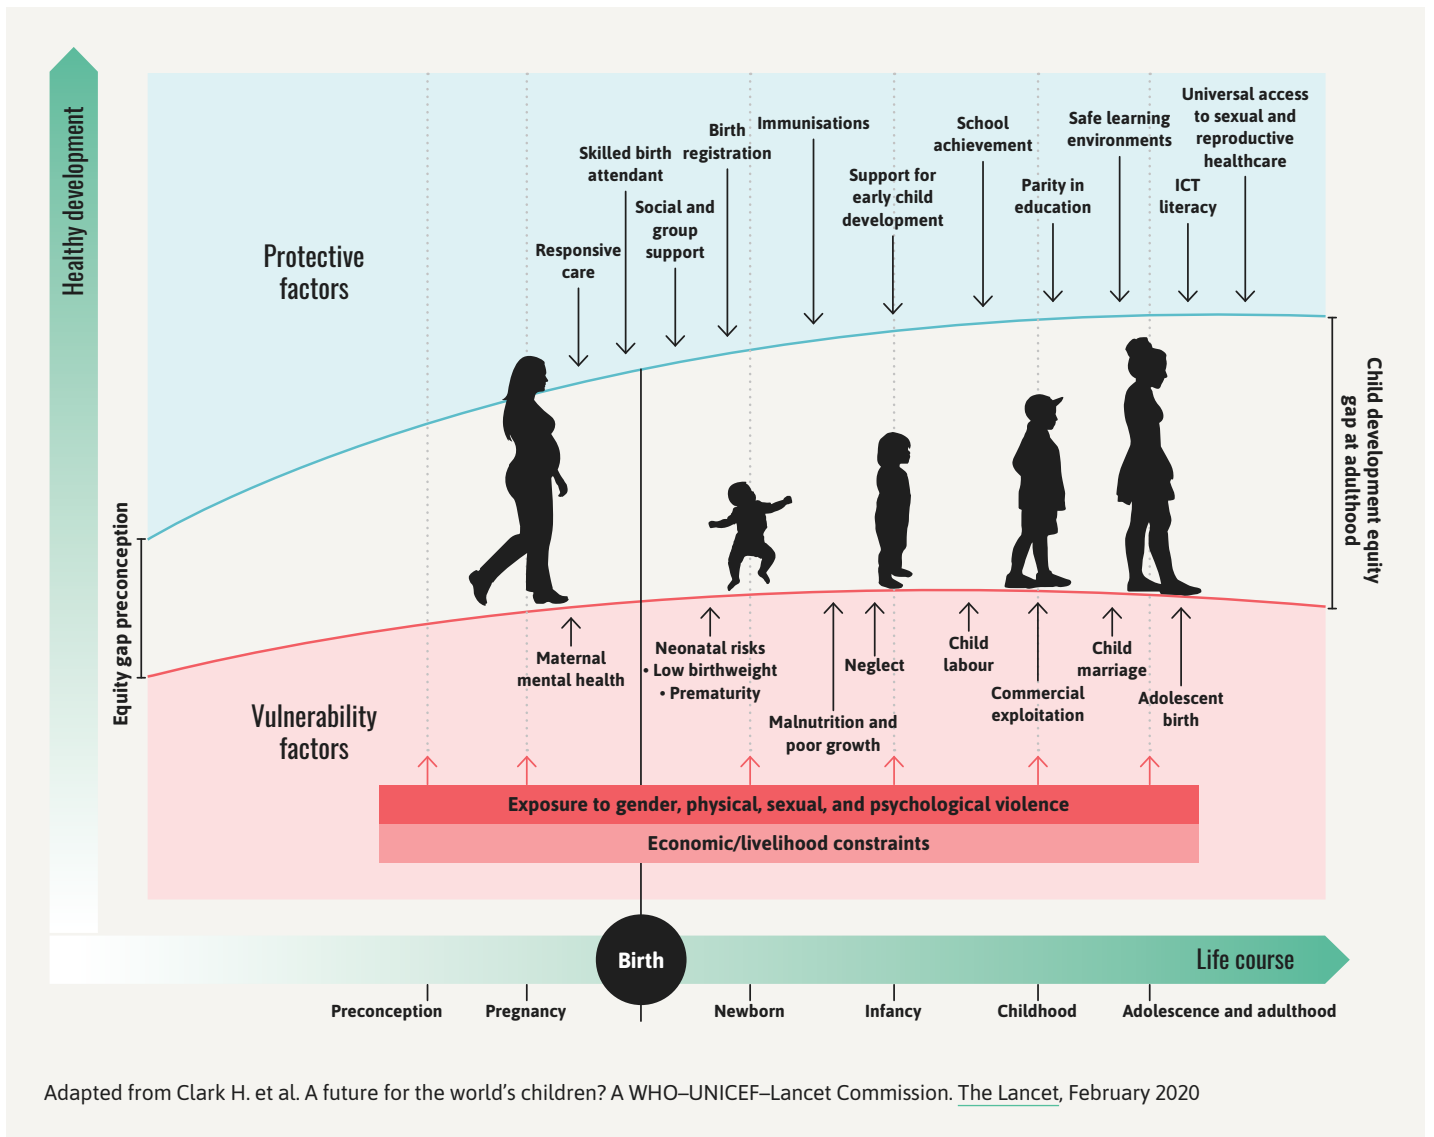 Healthy development
Protective
factors
Responsive
care
Skilled birth
attendant
Social and
group
support
Birth
registration
Immunisations
Support for
early child
development
School
achievement
Parity in
education
Safe learning
environments
ICT
literacy
Universal access
to sexual and
reproductive
healthcare
Equity gap preconception
Child development equity
gap at adulthood
Vulnerability
factors
Maternal
mental health
Neonatal risks
• Low birthweight
• Prematurity
Malnutrition and
poor growth
Neglect
Child
labour
Commercial
exploitation
Child
marriage
Adolescent
birth
Exposure to gender, physical, sexual, and psychological violence
Economic/livelihood constraints
Birth
Life course
Preconception
Pregnancy
Newborn
Infancy
Childhood
Adolescence and adulthood
Adapted from Clark H. et al. A future for the world’s children? A WHO–UNICEF–Lancet Commission. The Lancet, February 2020